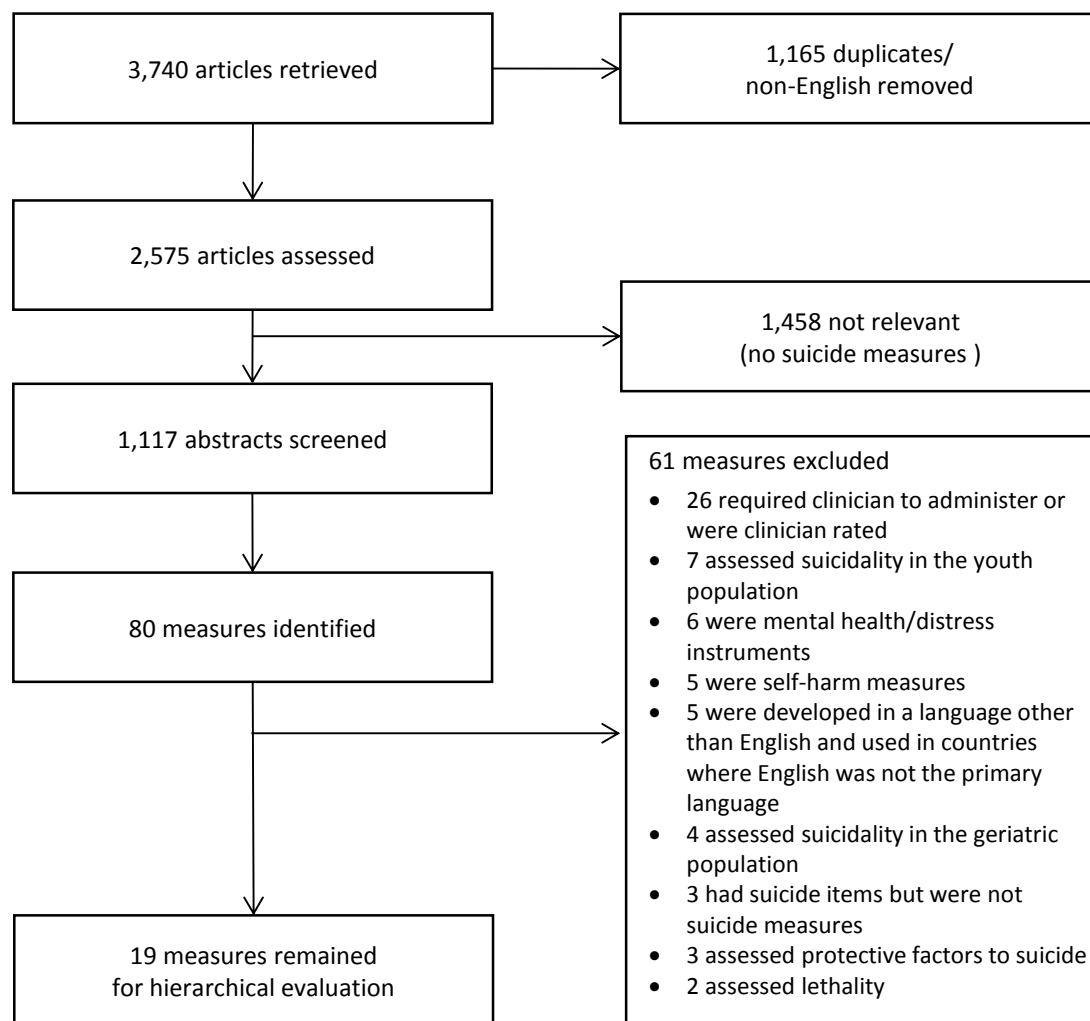 3,740 articles retrieved
1,165 duplicates/
non-English removed
2,575 articles assessed
1,458 not relevant
(no suicide measures )
1,117 abstracts screened
80 measures identified
61 measures excluded
• 26 required clinician to administer or
were clinician rated
• 7 assessed suicidality in the youth
population
• 6 were mental health/distress
instruments
• 5 were self-harm measures
• 5 were developed in a language other
than English and used in countries
where English was not the primary
language
• 4 assessed suicidality in the geriatric
population
• 3 had suicide items but were not
suicide measures
• 3 assessed protective factors to suicide
• 2 assessed lethality
19 measures remained
for hierarchical evaluation